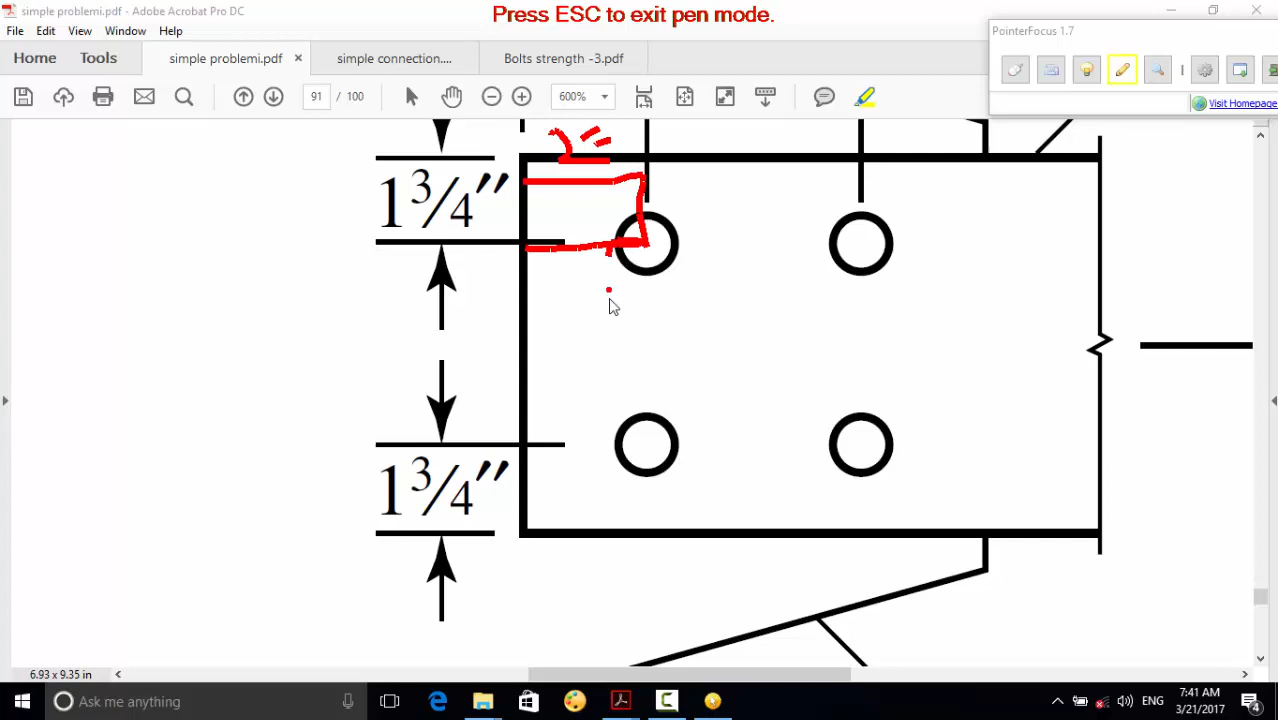 Press ESC to exit pen mode.
simple problemi.pdf - Adobe Acrobat Pro DC
File Edit View Window Help
PointerFocus 1.7
Home Tools simple problemi.pdf × simple connection.... Bolts strength -3.pdf
91 / 100 600%
Visit Homepage
2"
1 3/4"
1 3/4"
6.93 x 9.35 in
Ask me anything
ENG
7:41 AM
3/21/2017
4